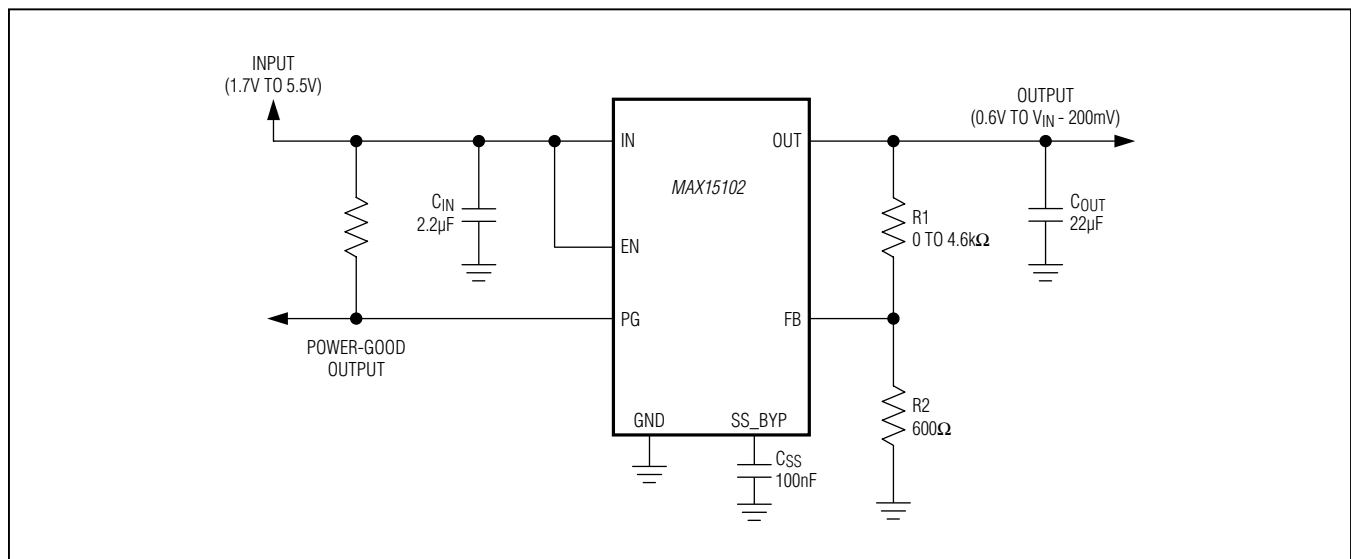 INPUT
(1.7V TO 5.5V)
OUTPUT
(0.6V TO VIN - 200mV)
IN
OUT
MAX15102
CIN
2.2µF
R1
0 TO 4.6kΩ
COUT
22µF
EN
PG
FB
POWER-GOOD
OUTPUT
R2
600Ω
GND
SS_BYP
CSS
100nF